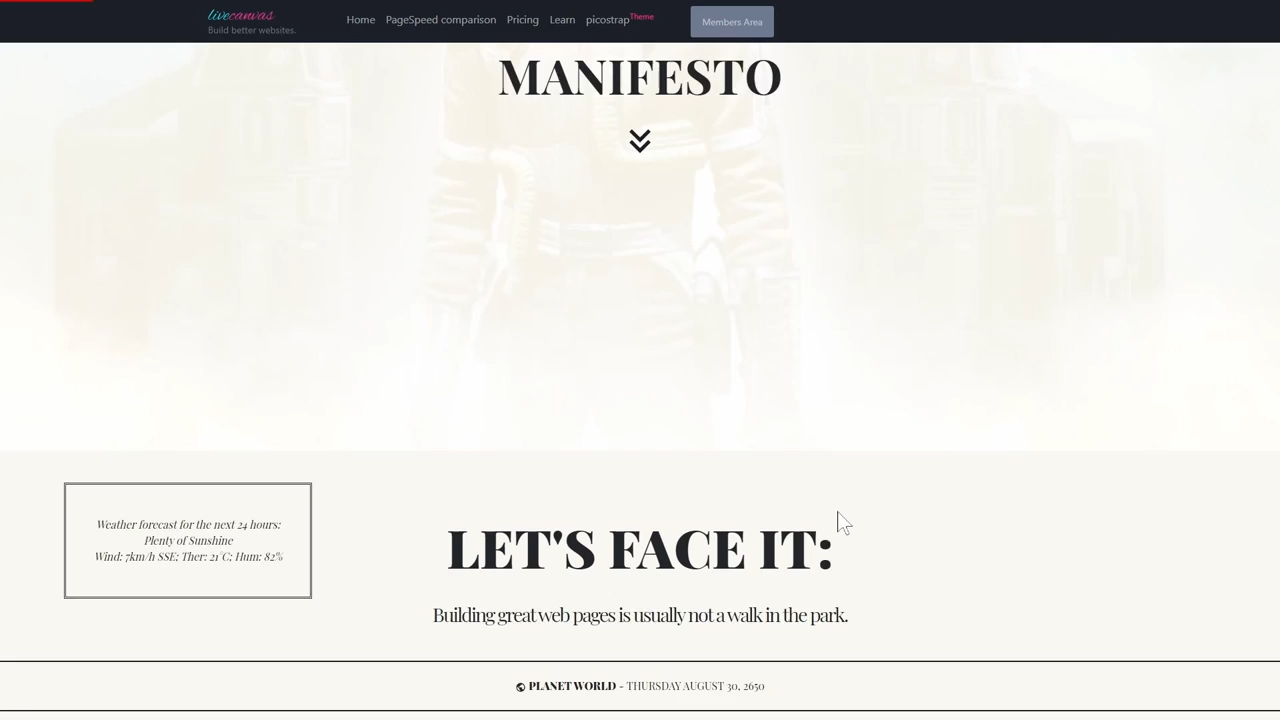 livecanvas
Build better websites.
Home PageSpeed comparison Pricing Learn picostrap Theme
Members Area
MANIFESTO
Weather forecast for the next 24 hours:
Plenty of Sunshine
Wind: 7km/h SSE; Ther: 21°C; Hum: 82%
LET'S FACE IT:
Building great web pages is usually not a walk in the park.
PLANET WORLD - THURSDAY AUGUST 30, 2650